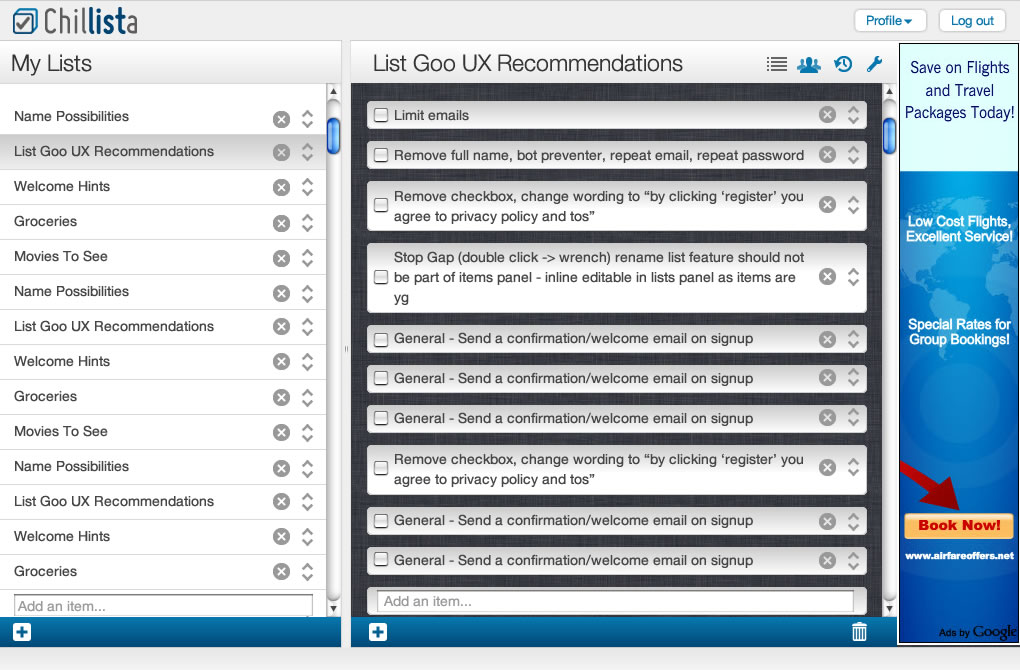 Chillista
Profile
Log out
My Lists
Name Possibilities
List Goo UX Recommendations
Welcome Hints
Groceries
Movies To See
Name Possibilities
List Goo UX Recommendations
Welcome Hints
Groceries
Movies To See
Name Possibilities
List Goo UX Recommendations
Welcome Hints
Groceries
Add an item...
List Goo UX Recommendations
Limit emails
Remove full name, bot preventer, repeat email, repeat password
Remove checkbox, change wording to “by clicking ‘register’ you
agree to privacy policy and tos”
Stop Gap (double click -> wrench) rename list feature should not
be part of items panel - inline editable in lists panel as items are
yg
General - Send a confirmation/welcome email on signup
General - Send a confirmation/welcome email on signup
General - Send a confirmation/welcome email on signup
Remove checkbox, change wording to “by clicking ‘register’ you
agree to privacy policy and tos”
General - Send a confirmation/welcome email on signup
General - Send a confirmation/welcome email on signup
Add an item...
Save on Flights
and Travel
Packages Today!
Low Cost Flights,
Excellent Service!
Special Rates for
Group Bookings!
Book Now!
www.airfareoffers.net
Ads by Google